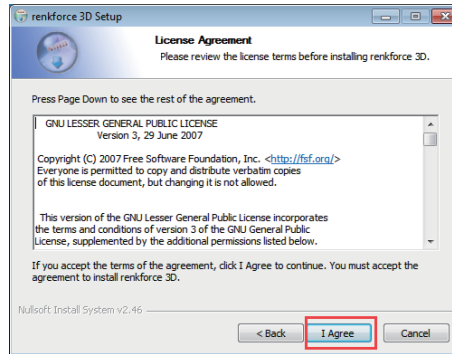 renkforce 3D Setup
License Agreement
Please review the license terms before installing renkforce 3D.
Press Page Down to see the rest of the agreement.
GNU LESSER GENERAL PUBLIC LICENSE
Version 3, 29 June 2007
Copyright (C) 2007 Free Software Foundation, Inc. <http://fsf.org/>
Everyone is permitted to copy and distribute verbatim copies
of this license document, but changing it is not allowed.
This version of the GNU Lesser General Public License incorporates
the terms and conditions of version 3 of the GNU General Public
License, supplemented by the additional permissions listed below.
If you accept the terms of the agreement, click I Agree to continue. You must accept the
agreement to install renkforce 3D.
Nullsoft Install System v2.46
< Back
I Agree
Cancel